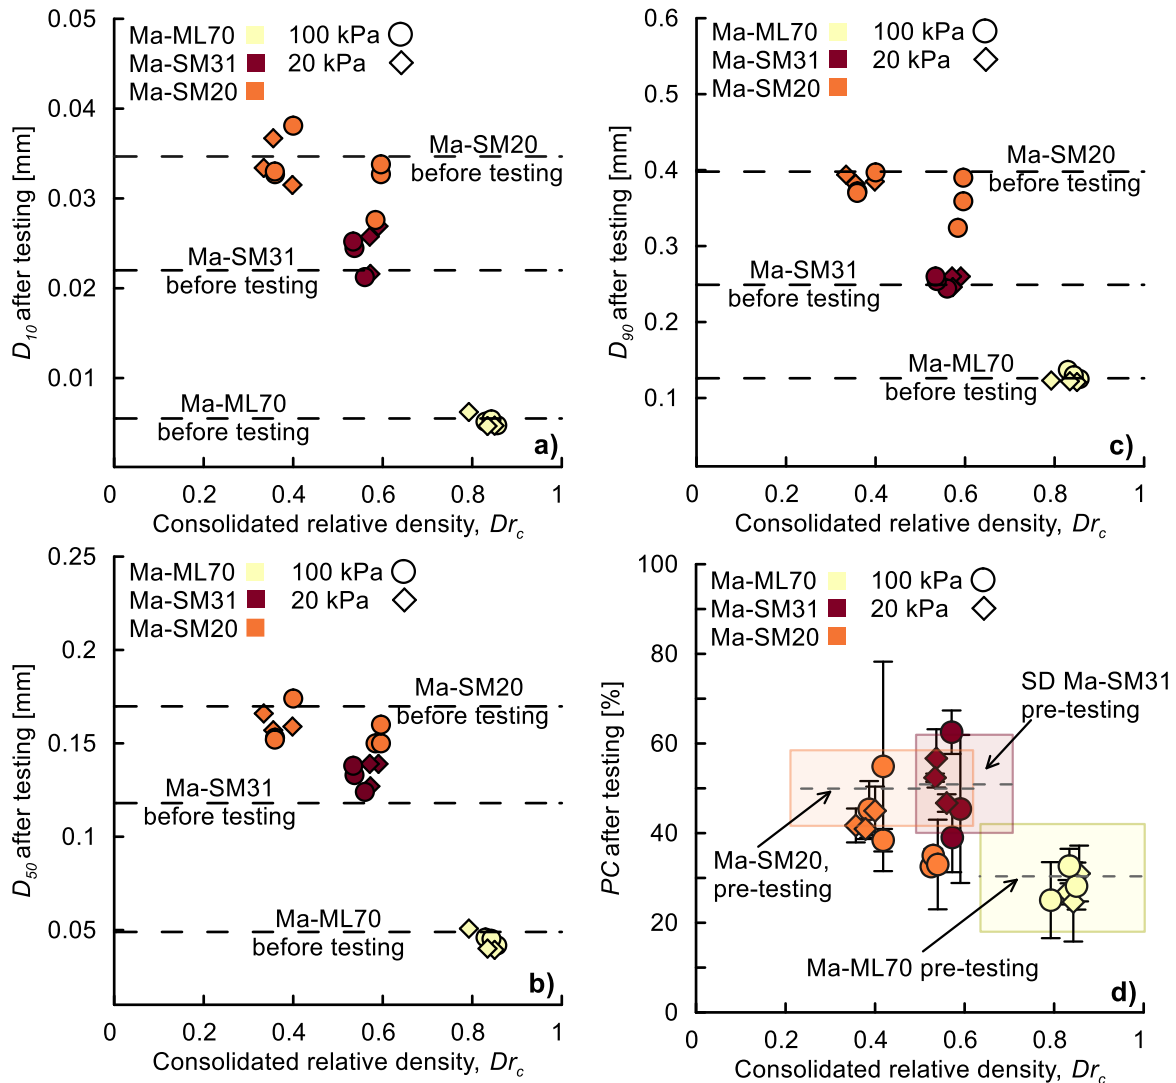 0.05
0.04
0.03
0.02
0.01
D10 after testing [mm]
Ma-ML70
Ma-SM31
Ma-SM20
100 kPa
20 kPa
Ma-SM20
before testing
Ma-SM31
before testing
Ma-ML70
before testing
a)
0 0.2 0.4 0.6 0.8 1
Consolidated relative density, Drc
0.6
0.5
0.4
0.3
0.2
0.1
D90 after testing [mm]
Ma-ML70
Ma-SM31
Ma-SM20
100 kPa
20 kPa
Ma-SM20
before testing
Ma-SM31
before testing
Ma-ML70
before testing
c)
0 0.2 0.4 0.6 0.8 1
Consolidated relative density, Drc
0.25
0.2
0.15
0.1
0.05
D50 after testing [mm]
Ma-ML70
Ma-SM31
Ma-SM20
100 kPa
20 kPa
Ma-SM20
before testing
Ma-SM31
before testing
Ma-ML70
before testing
b)
0 0.2 0.4 0.6 0.8 1
Consolidated relative density, Drc
100
80
60
40
20
0
PC after testing [%]
Ma-ML70
Ma-SM31
Ma-SM20
100 kPa
20 kPa
SD Ma-SM31
pre-testing
Ma-SM20,
pre-testing
Ma-ML70 pre-testing
d)
0 0.2 0.4 0.6 0.8 1
Consolidated relative density, Drc